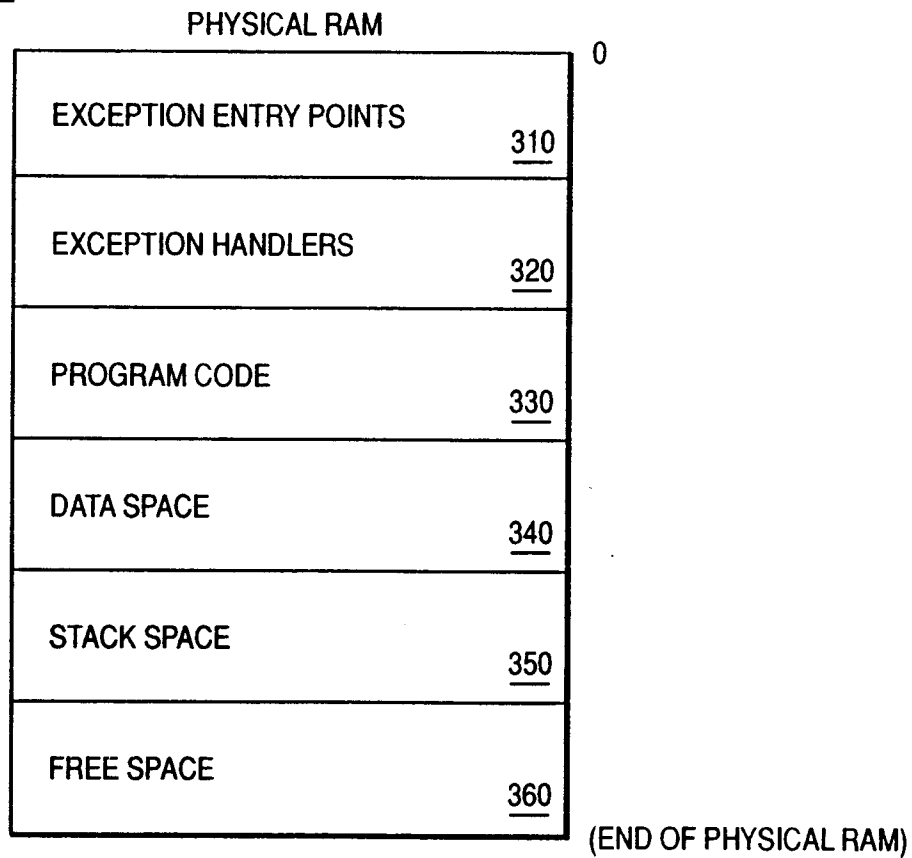 PHYSICAL RAM
0
EXCEPTION ENTRY POINTS
310
EXCEPTION HANDLERS
320
PROGRAM CODE
330
DATA SPACE
340
STACK SPACE
350
FREE SPACE
360
(END OF PHYSICAL RAM)